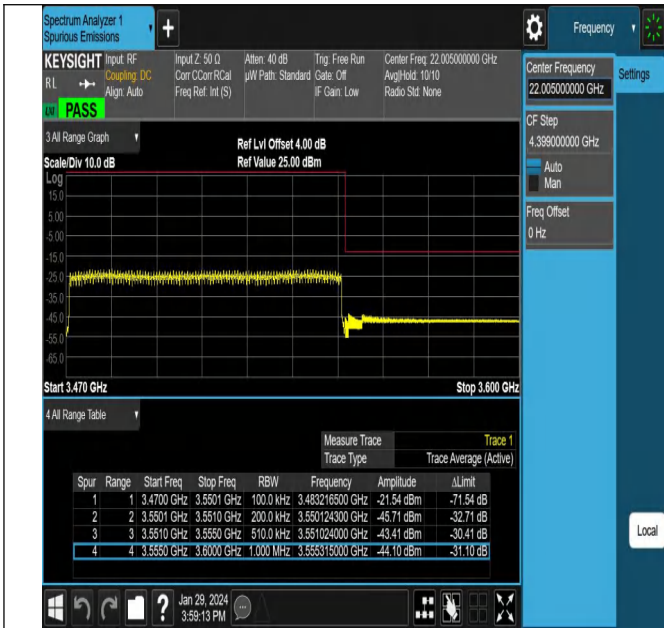 Spectrum Analyzer 1
Spurious Emissions
+
Frequency
KEYSIGHT
RL
PASS
Input: RF
Coupling: DC
Align: Auto
Input Z: 50 Ω
Corr CCorr RCal
Freq Ref: Int (S)
Atten: 40 dB
µW Path: Standard
Trig: Free Run
Gate: Off
IF Gain: Low
Center Freq: 22.005000000 GHz
Avg|Hold: 10/10
Radio Std: None
Center Frequency
22.005000000 GHz
Settings
CF Step
4.399000000 GHz
Auto
Man
Freq Offset
0 Hz
3 All Range Graph
Scale/Div 10.0 dB
Ref Lvl Offset 4.00 dB
Ref Value 25.00 dBm
Log
15.0
5.00
-5.00
-15.0
-25.0
-35.0
-45.0
-55.0
-65.0
Start 3.470 GHz
Stop 3.600 GHz
4 All Range Table
Measure Trace Trace 1
Trace Type Trace Average (Active)
Spur Range Start Freq Stop Freq RBW Frequency Amplitude ΔLimit
1 1 3.4700 GHz 3.5501 GHz 100.0 kHz 3.483216500 GHz -21.54 dBm -71.54 dB
2 2 3.5501 GHz 3.5510 GHz 200.0 kHz 3.550124300 GHz -45.71 dBm -32.71 dB
3 3 3.5510 GHz 3.5550 GHz 510.0 kHz 3.551024000 GHz -43.41 dBm -30.41 dB
4 4 3.5550 GHz 3.6000 GHz 1.000 MHz 3.555315000 GHz -44.10 dBm -31.10 dB
Local
?
Jan 29, 2024
3:59:13 PM